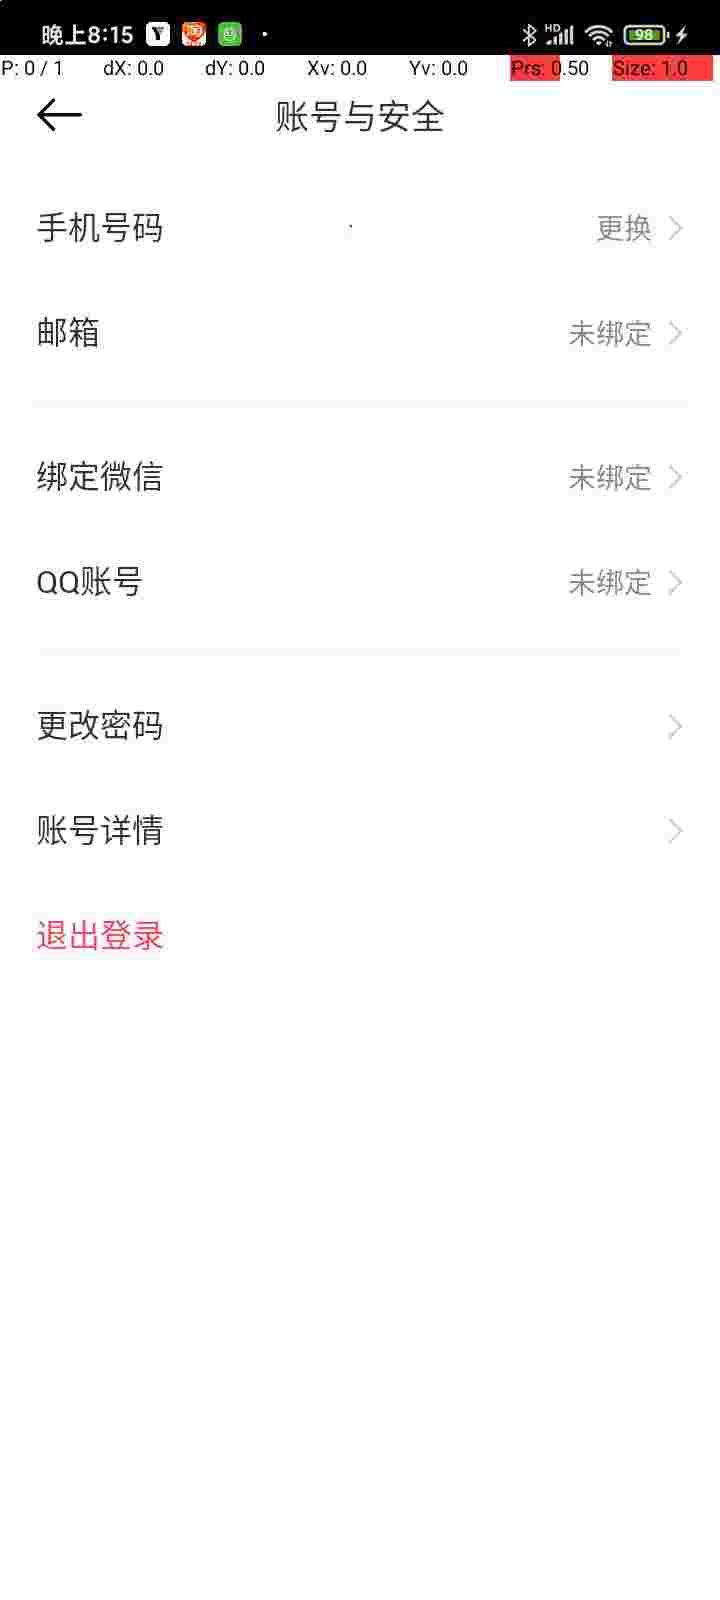 晚上8:15 HD 98
P: 0 / 1 dX: 0.0 dY: 0.0 Xv: 0.0 Yv: 0.0 Prs: 0.50 Size: 1.0
账号与安全
手机号码 更换
邮箱 未绑定
绑定微信 未绑定
QQ账号 未绑定
更改密码
账号详情
退出登录